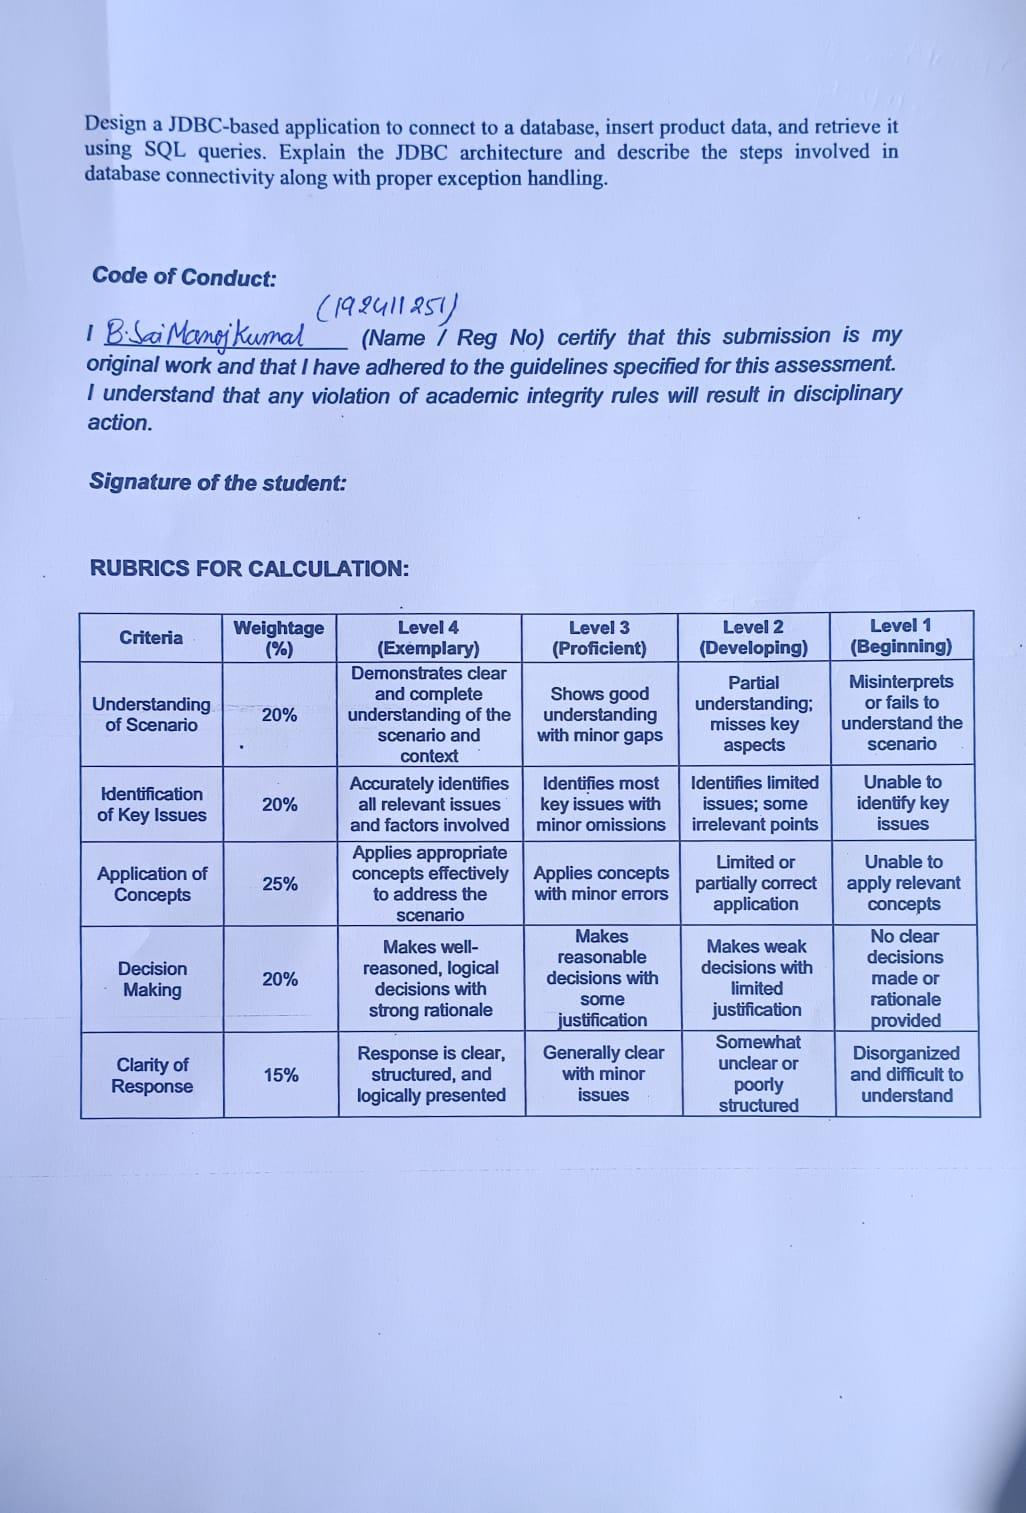 Design a JDBC-based application to connect to a database, insert product data, and retrieve it
using SQL queries. Explain the JDBC architecture and describe the steps involved in
database connectivity along with proper exception handling.
Code of Conduct:
(192411251)
I B. Sai Manoj Kumal (Name / Reg No) certify that this submission is my
original work and that I have adhered to the guidelines specified for this assessment.
I understand that any violation of academic integrity rules will result in disciplinary
action.
Signature of the student:
RUBRICS FOR CALCULATION:
Criteria
Weightage
(%)
Level 4
(Exemplary)
Level 3
(Proficient)
Level 2
(Developing)
Level 1
(Beginning)
Understanding
of Scenario
20%
Demonstrates clear
and complete
understanding of the
scenario and
context
Shows good
understanding
with minor gaps
Partial
understanding;
misses key
aspects
Misinterprets
or fails to
understand the
scenario
Identification
of Key Issues
20%
Accurately identifies
all relevant issues
and factors involved
Identifies most
key issues with
minor omissions
Identifies limited
issues; some
irrelevant points
Unable to
identify key
issues
Application of
Concepts
25%
Applies appropriate
concepts effectively
to address the
scenario
Applies concepts
with minor errors
Limited or
partially correct
application
Unable to
apply relevant
concepts
Decision
Making
20%
Makes well-
reasoned, logical
decisions with
strong rationale
Makes
reasonable
decisions with
some
justification
Makes weak
decisions with
limited
justification
No clear
decisions
made or
rationale
provided
Clarity of
Response
15%
Response is clear,
structured, and
logically presented
Generally clear
with minor
issues
Somewhat
unclear or
poorly
structured
Disorganized
and difficult to
understand